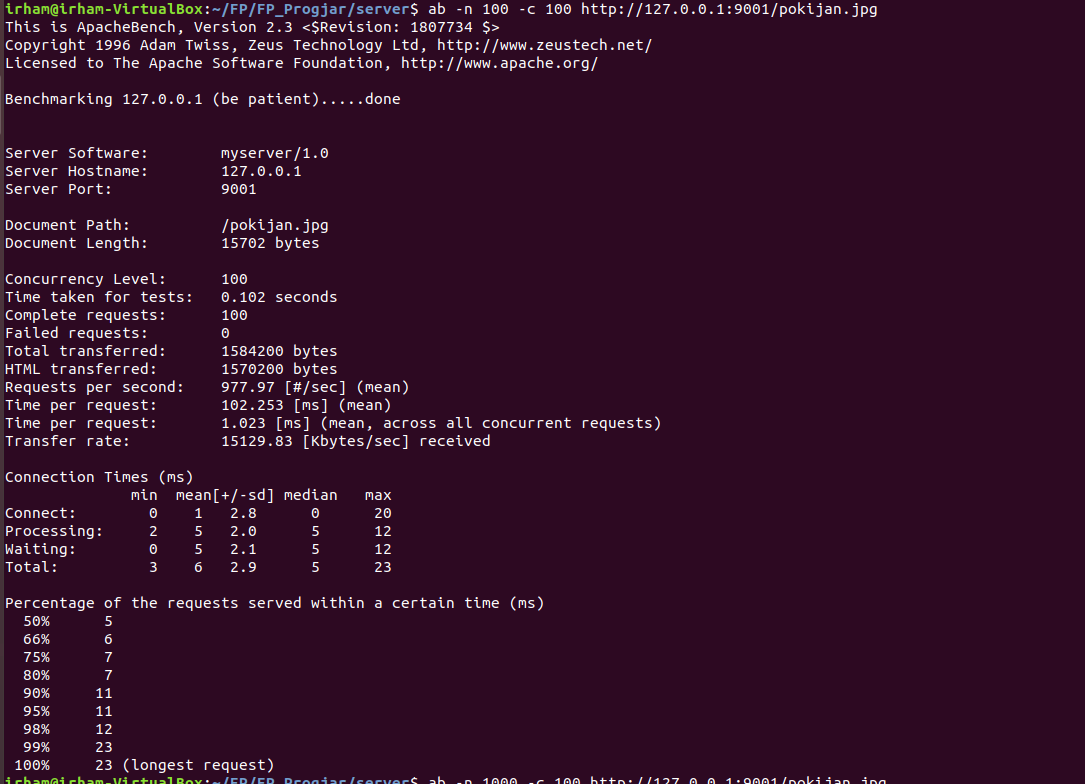 irham@irham-VirtualBox:~/FP/FP_Progjar/server$ ab -n 100 -c 100 http://127.0.0.1:9001/pokijan.jpg
This is ApacheBench, Version 2.3 <$Revision: 1807734 $>
Copyright 1996 Adam Twiss, Zeus Technology Ltd, http://www.zeustech.net/
Licensed to The Apache Software Foundation, http://www.apache.org/
Benchmarking 127.0.0.1 (be patient).....done
Server Software:        myserver/1.0
Server Hostname:        127.0.0.1
Server Port:            9001
Document Path:          /pokijan.jpg
Document Length:        15702 bytes
Concurrency Level:      100
Time taken for tests:   0.102 seconds
Complete requests:      100
Failed requests:        0
Total transferred:      1584200 bytes
HTML transferred:       1570200 bytes
Requests per second:    977.97 [#/sec] (mean)
Time per request:       102.253 [ms] (mean)
Time per request:       1.023 [ms] (mean, across all concurrent requests)
Transfer rate:          15129.83 [Kbytes/sec] received
Connection Times (ms)
              min  mean[+/-sd] median   max
Connect:        0    1   2.8      0      20
Processing:     2    5   2.0      5      12
Waiting:        0    5   2.1      5      12
Total:          3    6   2.9      5      23
Percentage of the requests served within a certain time (ms)
  50%      5
  66%      6
  75%      7
  80%      7
  90%     11
  95%     11
  98%     12
  99%     23
 100%     23 (longest request)
irham@irham-VirtualBox:~/FP/FP_Progjar/server$ ab -n 1000 -c 100 http://127.0.0.1:9001/pokijan.jpg